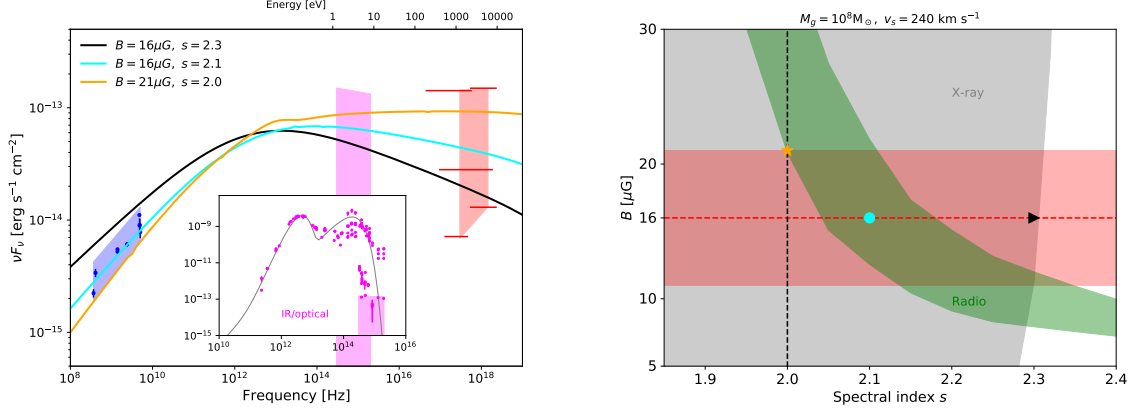 Energy [eV]
1 10 1000 10000
B = 16μG, s = 2.3
B = 16μG, s = 2.1
B = 21μG, s = 2.0
10⁻¹³
10⁻¹⁴
10⁻¹⁵
νFν [erg s⁻¹ cm⁻²]
10⁻⁹
10⁻¹¹
10⁻¹³
10⁻¹⁵
IR/optical
10¹⁰ 10¹² 10¹⁴ 10¹⁶
10⁸ 10¹⁰ 10¹² 10¹⁴ 10¹⁶ 10¹⁸
Frequency [Hz]
M_g = 10⁸M⊙, v_s = 240 km s⁻¹
30
20
16
10
5
B [μG]
X-ray
Radio
1.9 2.0 2.1 2.2 2.3 2.4
Spectral index s